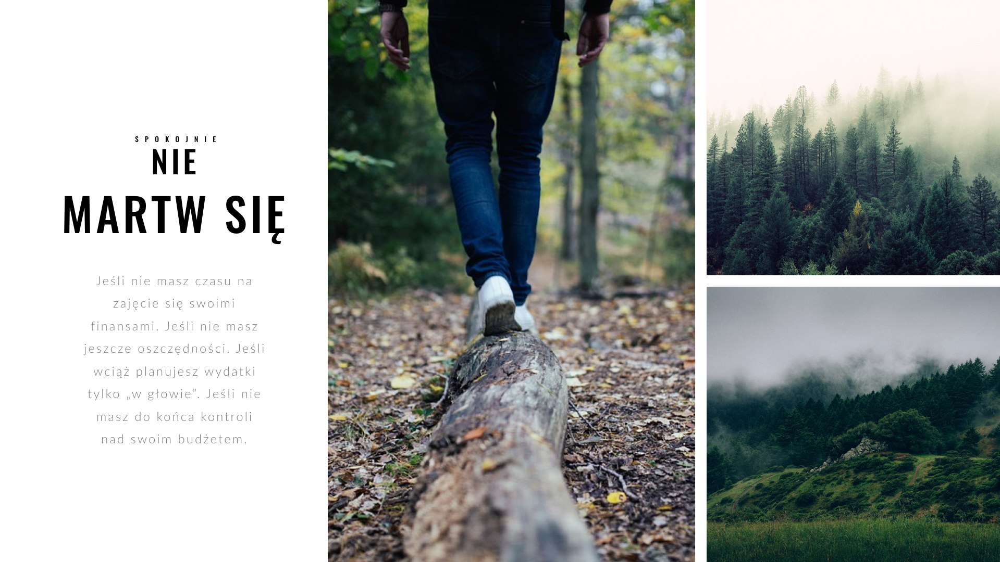 SPOKOJNIE
NIE
MARTW SIĘ
Jeśli nie masz czasu na
zajęcie się swoimi
finansami. Jeśli nie masz
jeszcze oszczędności. Jeśli
wciąż planujesz wydatki
tylko „w głowie”. Jeśli nie
masz do końca kontroli
nad swoim budżetem.